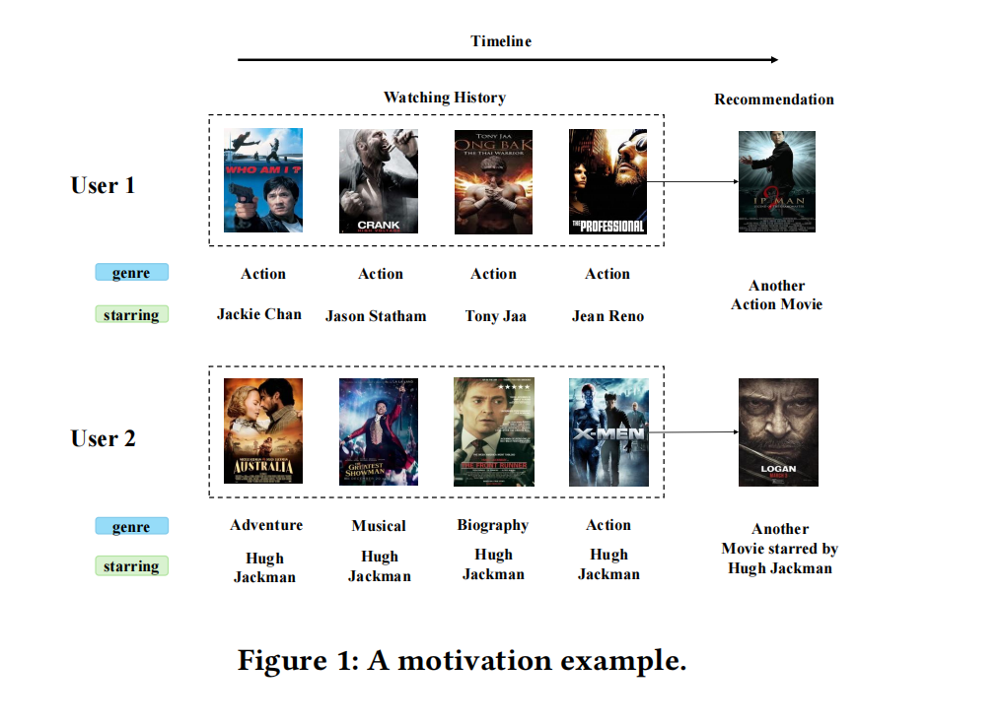 Timeline
Watching History
Recommendation
User 1
WHO AM I ?
CRANK
TONY JAA
ONG BAK
THE THAI WARRIOR
THE PROFESSIONAL
IP MAN
genre
Action
Action
Action
Action
Another
Action Movie
starring
Jackie Chan
Jason Statham
Tony Jaa
Jean Reno
User 2
AUSTRALIA
THE GREATEST
SHOWMAN
THE FRONT RUNNER
X-MEN
LOGAN
genre
Adventure
Musical
Biography
Action
Another
Movie starred by
Hugh Jackman
starring
Hugh
Jackman
Hugh
Jackman
Hugh
Jackman
Hugh
Jackman
Figure 1: A motivation example.